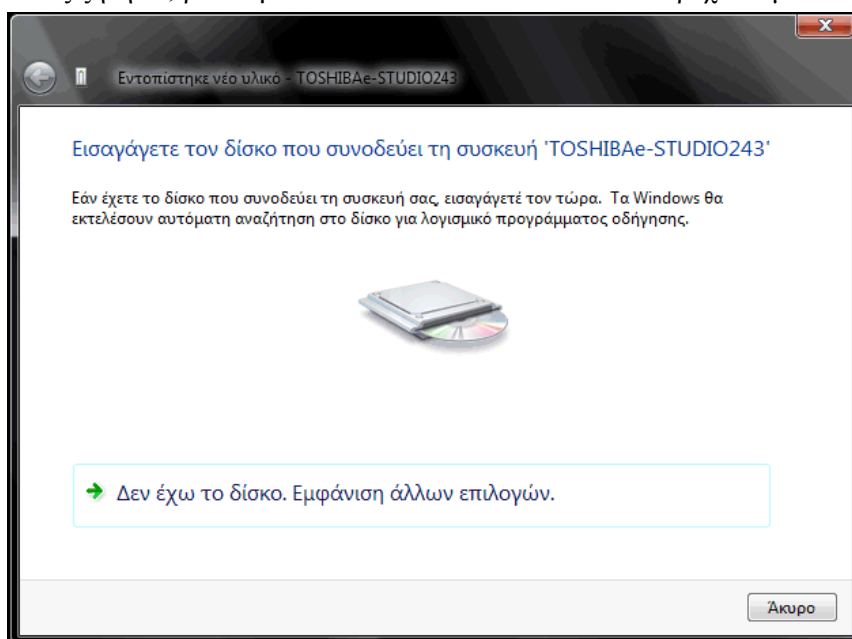 Εντοπίστηκε νέο υλικό - TOSHIBAe-STUDIO243
Εισαγάγετε τον δίσκο που συνοδεύει τη συσκευή 'TOSHIBAe-STUDIO243'
Εάν έχετε το δίσκο που συνοδεύει τη συσκευή σας, εισαγάγετέ τον τώρα. Τα Windows θα
εκτελέσουν αυτόματη αναζήτηση στο δίσκο για λογισμικό προγράμματος οδήγησης.
Δεν έχω το δίσκο. Εμφάνιση άλλων επιλογών.
Άκυρο